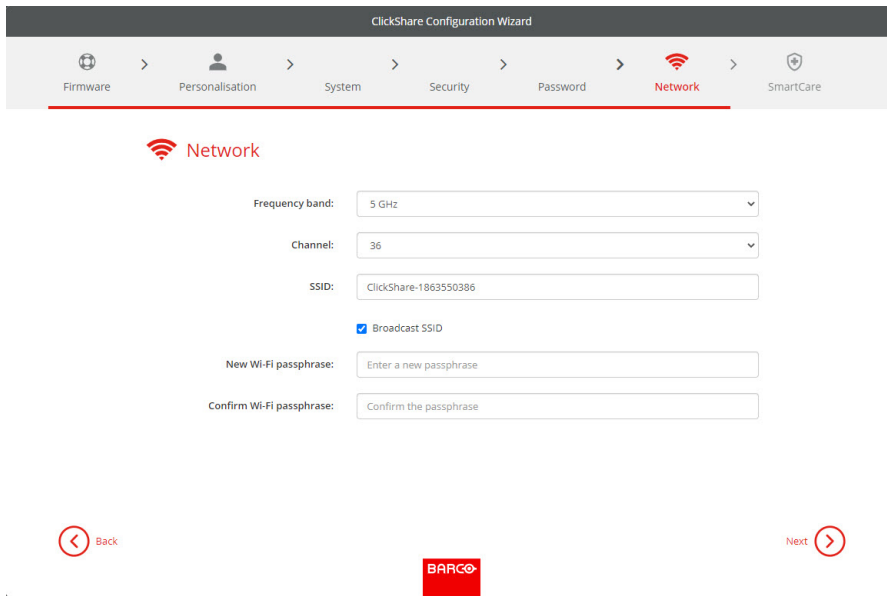 ClickShare Configuration Wizard
Firmware Personalisation System Security Password Network SmartCare
Network
Frequency band: 5 GHz
Channel: 36
SSID: ClickShare-1863550386
Broadcast SSID
New Wi-Fi passphrase: Enter a new passphrase
Confirm Wi-Fi passphrase: Confirm the passphrase
Back Next
BARCO